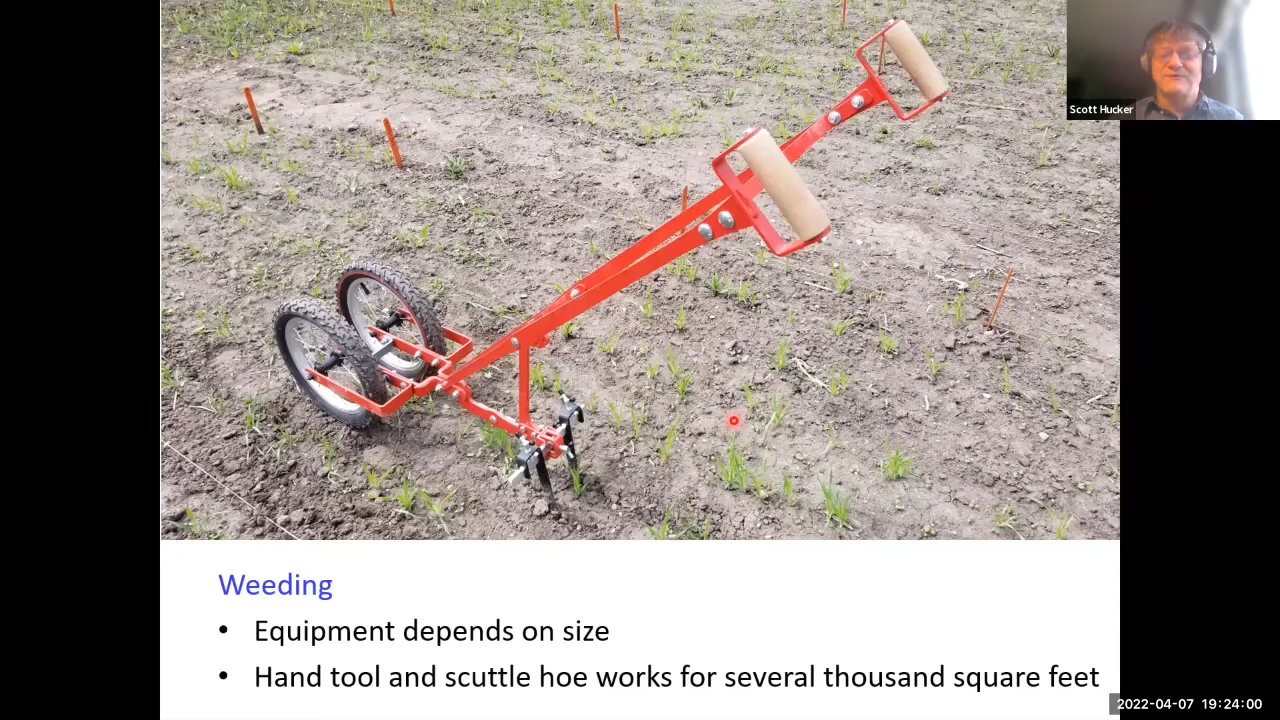 Scott Hucker
Weeding
• Equipment depends on size
• Hand tool and scuttle hoe works for several thousand square feet
2022-04-07 19:24:00